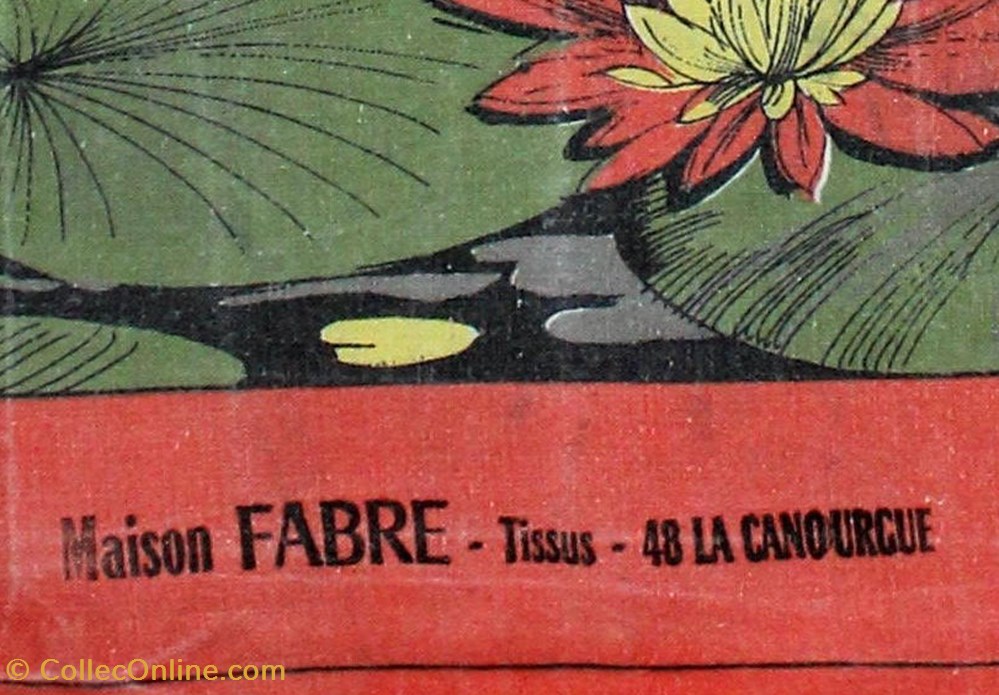 Maison FABRE - Tissus - 48 LA CANOURGUE
© CollecOnline.com